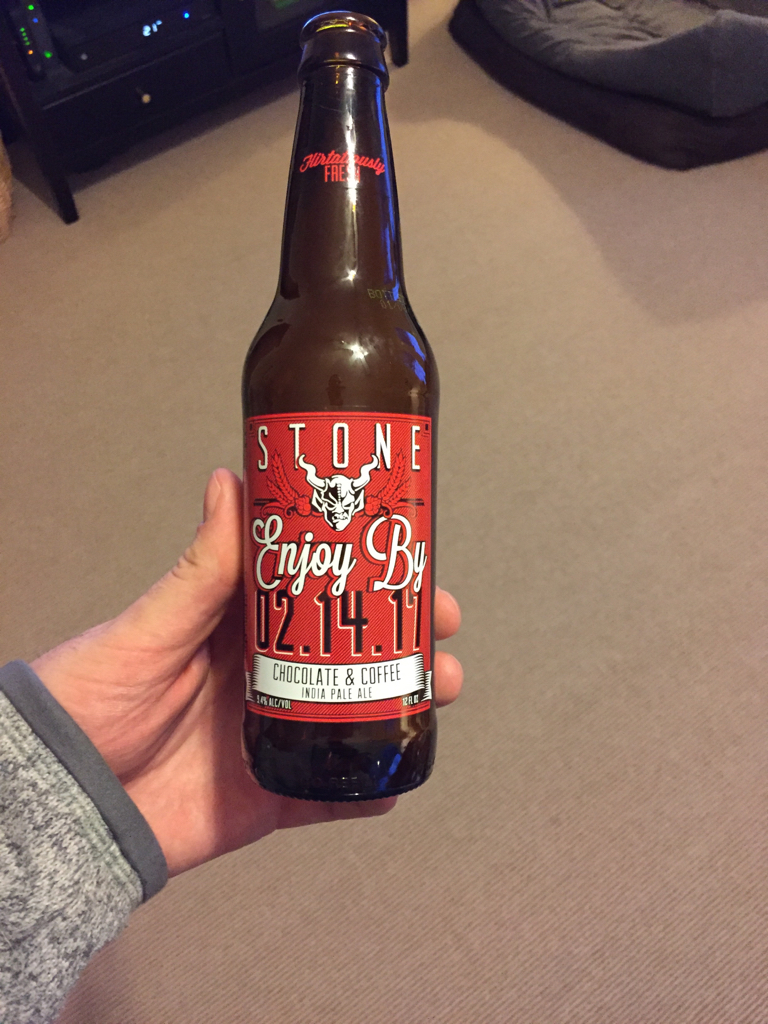 Flirtatiously
FRESH
STONE
Enjoy By
02.14.17
CHOCOLATE & COFFEE
INDIA PALE ALE
9.4% ALC/VOL
12 FL OZ